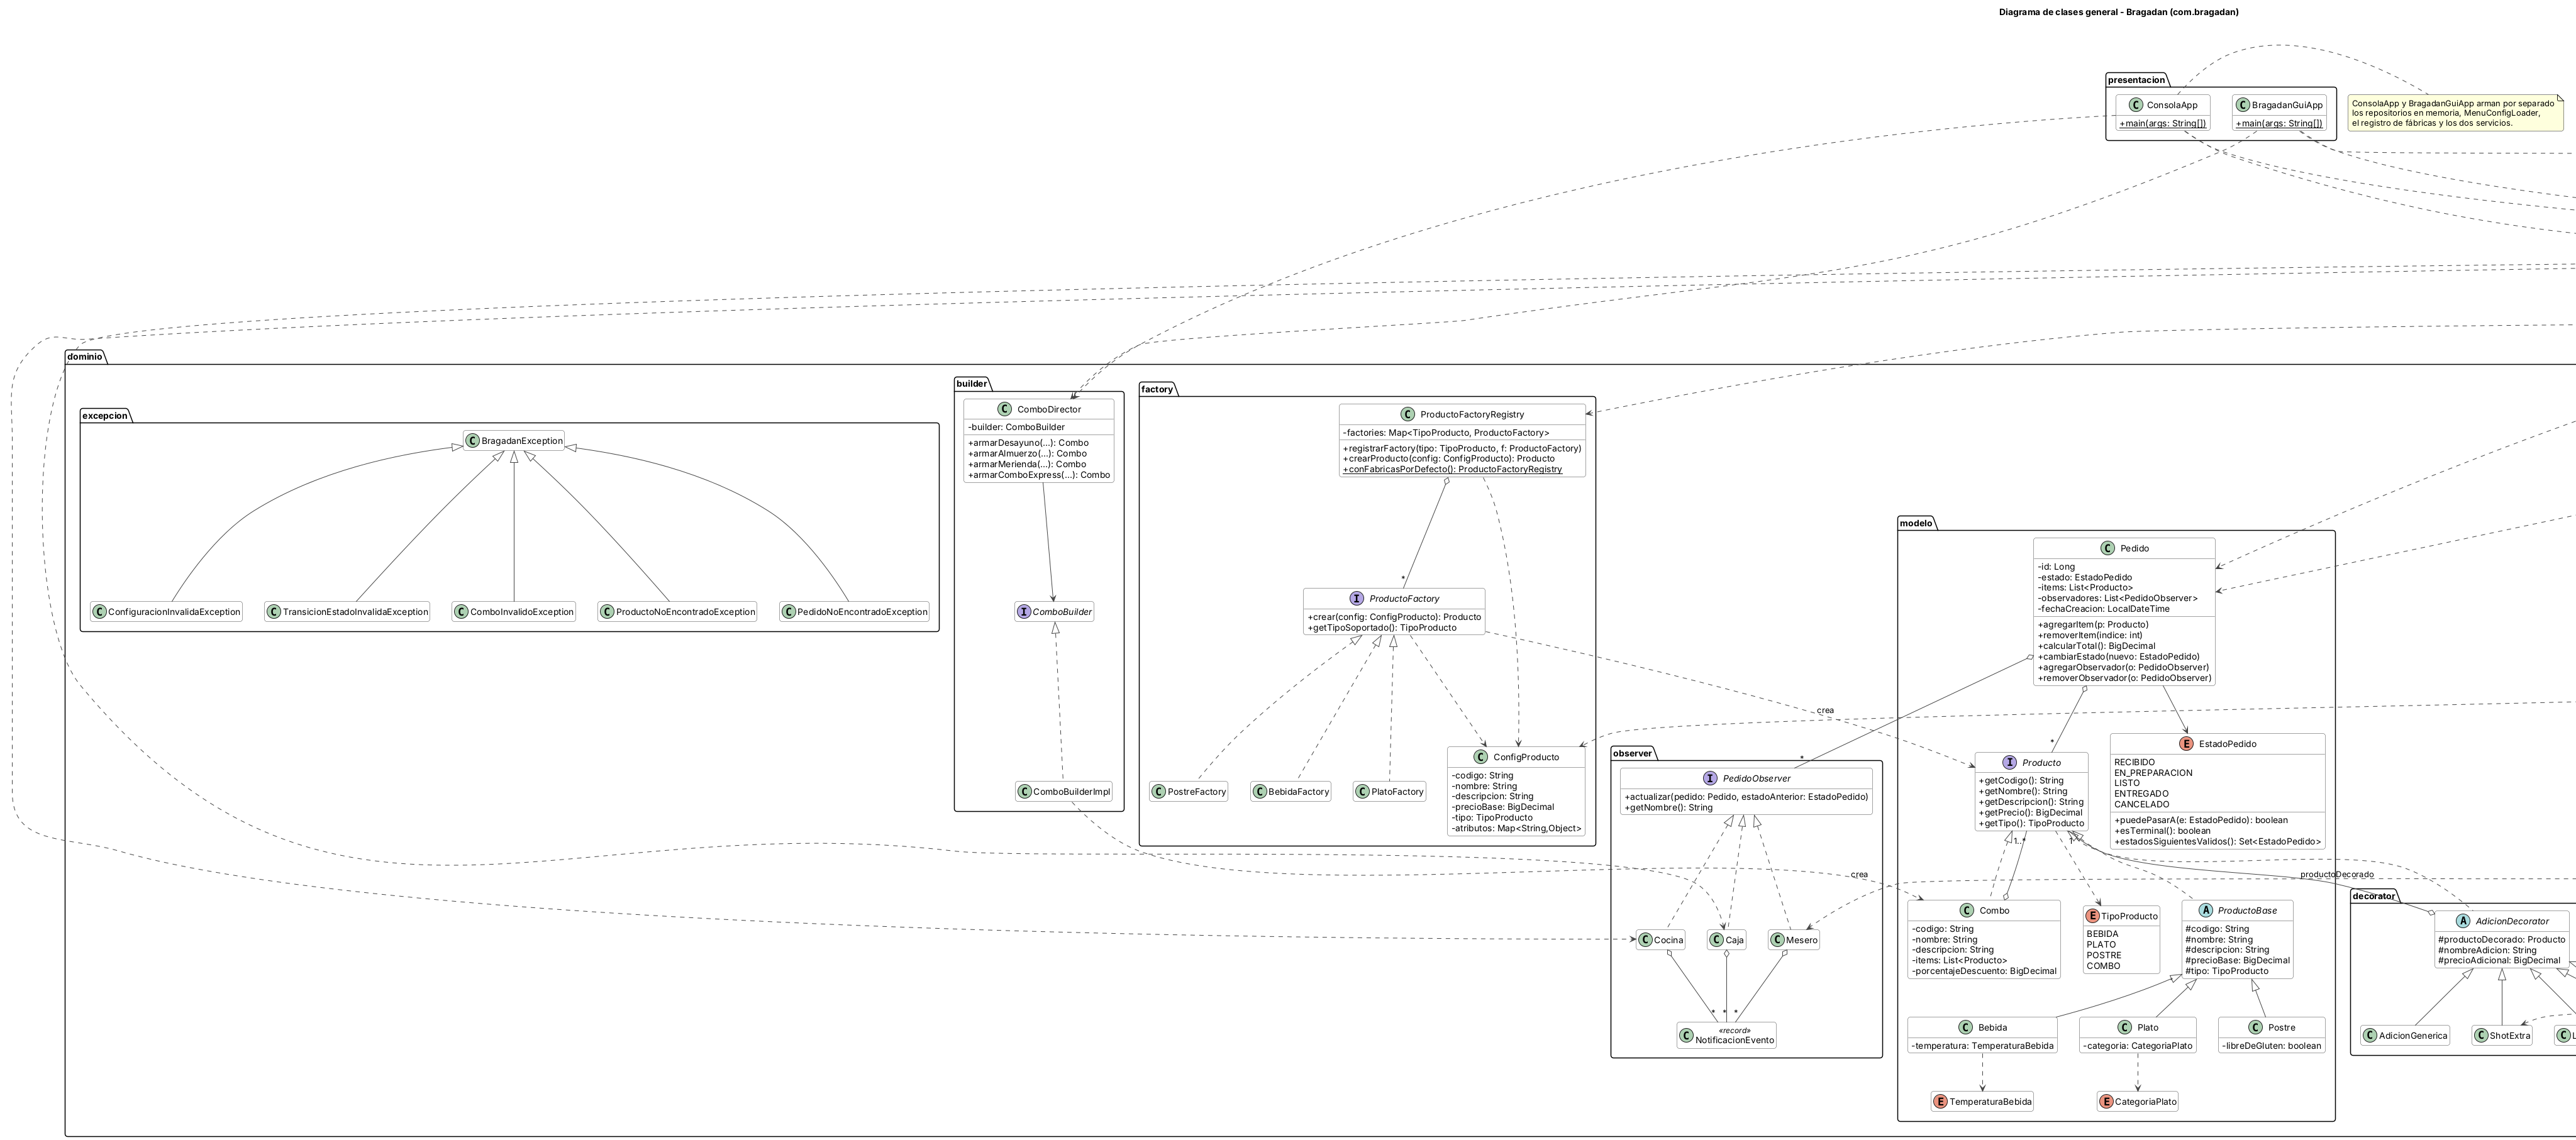 Diagrama de clases general - Bragadan (com.bragadan)
presentacion
ConsolaApp
+main(args: String[])
BragadanGuiApp
+main(args: String[])
ConsolaApp y BragadanGuiApp arman por separado
los repositorios en memoria, MenuConfigLoader,
el registro de fábricas y los dos servicios.
dominio
excepcion
BragadanException
ConfiguracionInvalidaException
TransicionEstadoInvalidaException
ComboInvalidoException
ProductoNoEncontradoException
PedidoNoEncontradoException
builder
ComboDirector
-builder: ComboBuilder
+armarDesayuno(...): Combo
+armarAlmuerzo(...): Combo
+armarMerienda(...): Combo
+armarComboExpress(...): Combo
ComboBuilder
ComboBuilderImpl
factory
ProductoFactoryRegistry
-factories: Map<TipoProducto, ProductoFactory>
+registrarFactory(tipo: TipoProducto, f: ProductoFactory)
+crearProducto(config: ConfigProducto): Producto
+conFabricasPorDefecto(): ProductoFactoryRegistry
*
ProductoFactory
+crear(config: ConfigProducto): Producto
+getTipoSoportado(): TipoProducto
PostreFactory
BebidaFactory
PlatoFactory
ConfigProducto
-codigo: String
-nombre: String
-descripcion: String
-precioBase: BigDecimal
-tipo: TipoProducto
-atributos: Map<String,Object>
crea
observer
*
PedidoObserver
+actualizar(pedido: Pedido, estadoAnterior: EstadoPedido)
+getNombre(): String
Cocina
Caja
Mesero
* * *
«record»
NotificacionEvento
crea
modelo
Pedido
-id: Long
-estado: EstadoPedido
-items: List<Producto>
-observadores: List<PedidoObserver>
-fechaCreacion: LocalDateTime
+agregarItem(p: Producto)
+removerItem(indice: int)
+calcularTotal(): BigDecimal
+cambiarEstado(nuevo: EstadoPedido)
+agregarObservador(o: PedidoObserver)
+removerObservador(o: PedidoObserver)
*
Producto
+getCodigo(): String
+getNombre(): String
+getDescripcion(): String
+getPrecio(): BigDecimal
+getTipo(): TipoProducto
EstadoPedido
RECIBIDO
EN_PREPARACION
LISTO
ENTREGADO
CANCELADO
+puedePasarA(e: EstadoPedido): boolean
+esTerminal(): boolean
+estadosSiguientesValidos(): Set<EstadoPedido>
1..*
1
productoDecorado
Combo
-codigo: String
-nombre: String
-descripcion: String
-items: List<Producto>
-porcentajeDescuento: BigDecimal
TipoProducto
BEBIDA
PLATO
POSTRE
COMBO
ProductoBase
#codigo: String
#nombre: String
#descripcion: String
#precioBase: BigDecimal
#tipo: TipoProducto
Bebida
-temperatura: TemperaturaBebida
Plato
-categoria: CategoriaPlato
Postre
-libreDeGluten: boolean
TemperaturaBebida
CategoriaPlato
decorator
AdicionDecorator
#productoDecorado: Producto
#nombreAdicion: String
#precioAdicional: BigDecimal
AdicionGenerica
ShotExtra